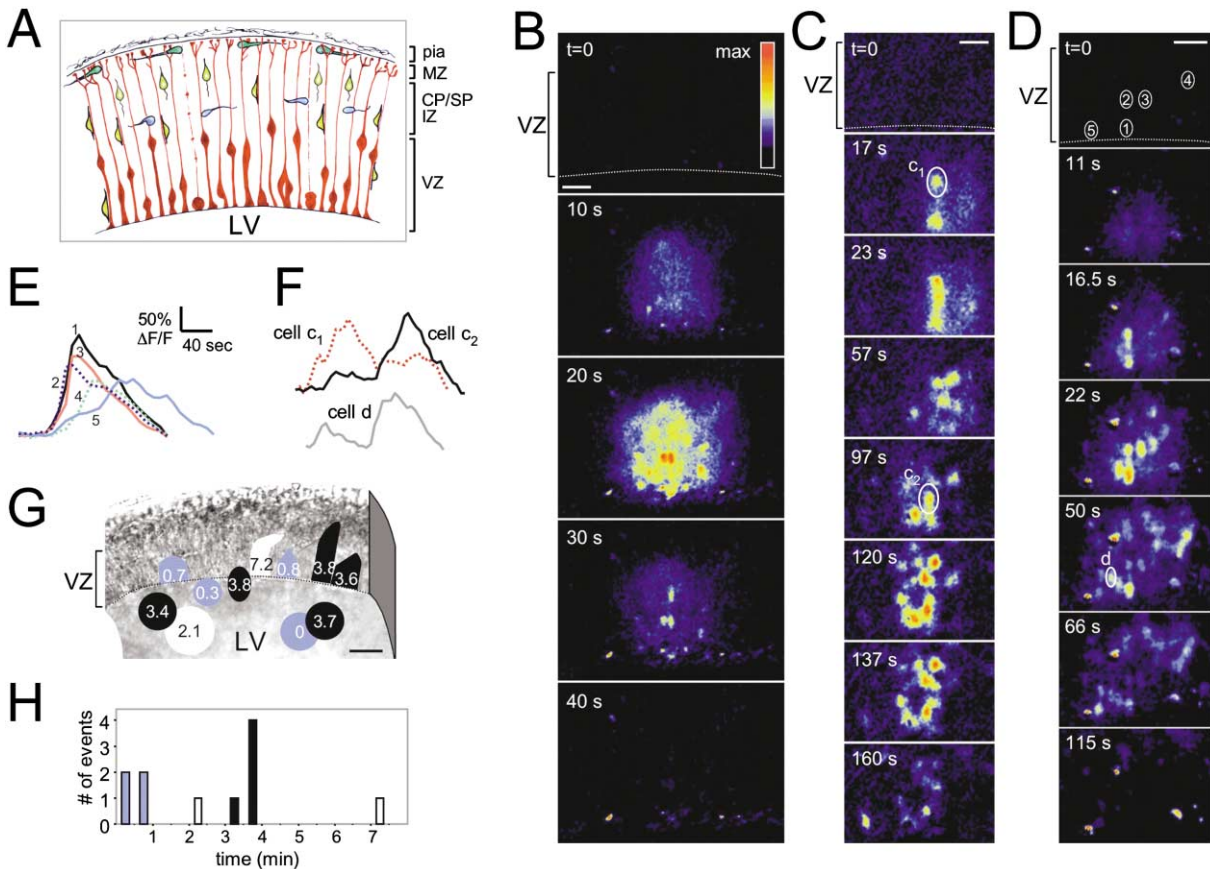 A
pia
MZ
CP/SP
IZ
VZ
LV
B
t=0
max
VZ
10 s
20 s
30 s
40 s
C
t=0
VZ
17 s
c1
23 s
57 s
97 s
c2
120 s
137 s
160 s
D
t=0
VZ
4
2 3
5 1
11 s
16.5 s
22 s
50 s
d
66 s
115 s
E
50%
ΔF/F
40 sec
1
3
2
4
5
F
cell c1
cell c2
cell d
G
VZ
0.7
0.3
3.8
7.2
0.8
3.8
3.6
3.4
2.1
0
3.7
LV
H
# of events
4
3
2
1
0
1 2 3 4 5 6 7
time (min)